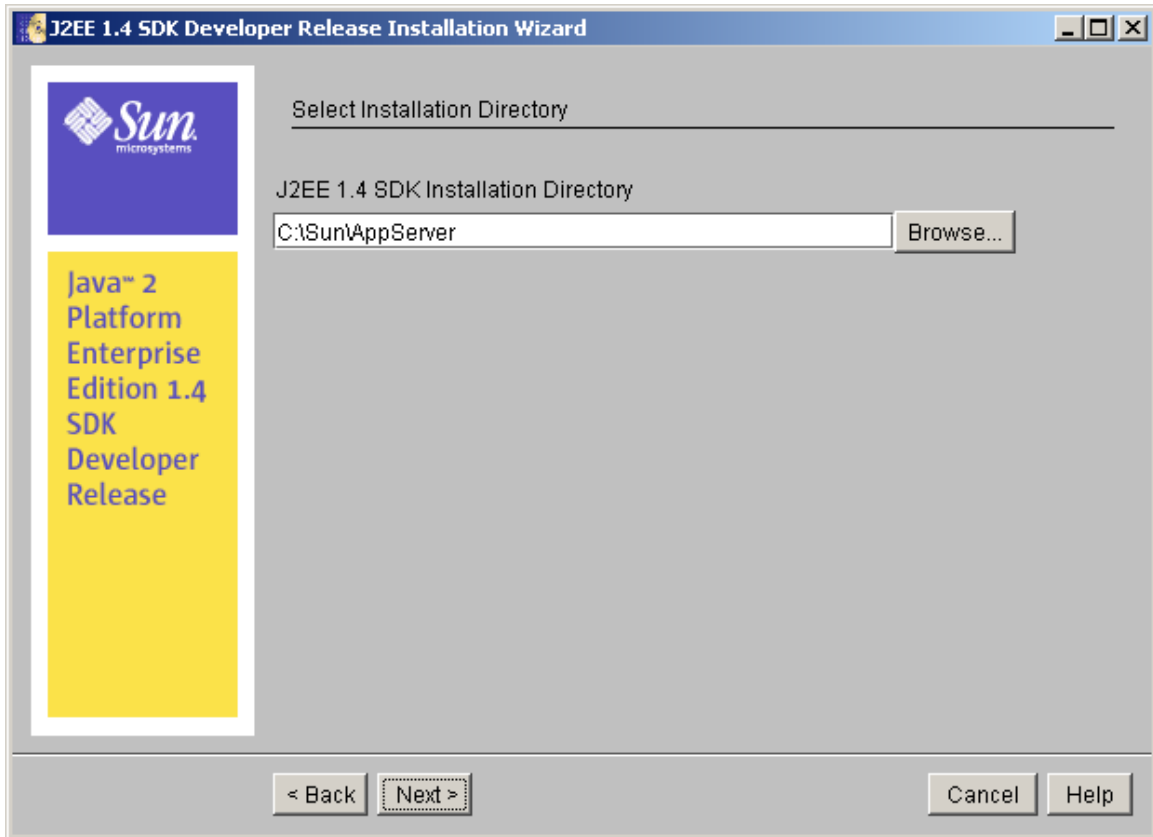 J2EE 1.4 SDK Developer Release Installation Wizard
Sun
microsystems
Java™ 2
Platform
Enterprise
Edition 1.4
SDK
Developer
Release
Select Installation Directory
J2EE 1.4 SDK Installation Directory
C:\Sun\AppServer
Browse...
< Back
Next >
Cancel
Help